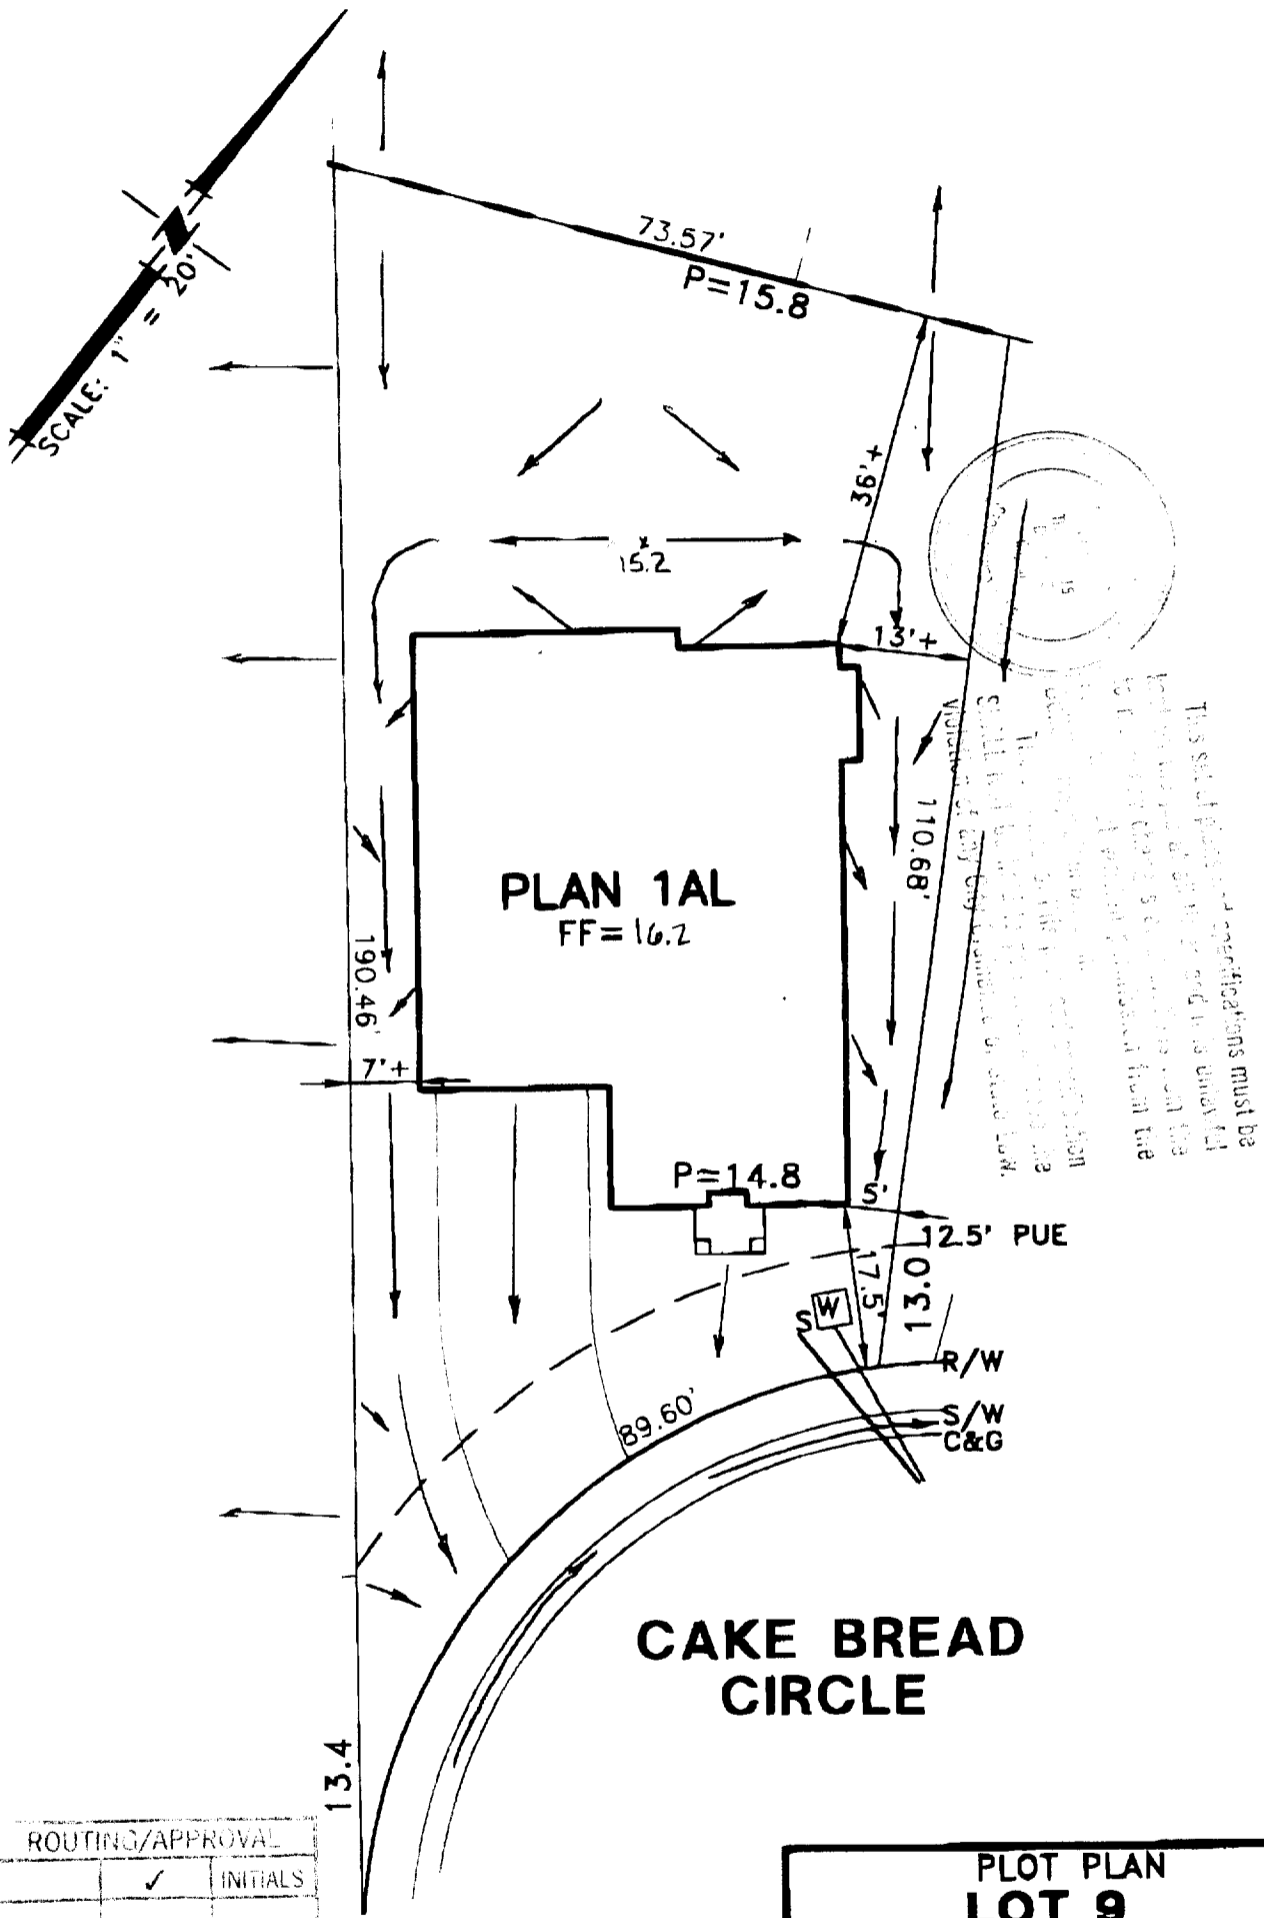 SCALE: 1" = 20'
73.57'
P=15.8
36'+
15.2
13'+
110.68'
PLAN 1AL
FF=16.2
190.46'
7'+
P=14.8
5'
12.5' PUE
17.5'
13.0
S
W
R/W
S/W
C&G
89.60'
CAKE BREAD
CIRCLE
13.4
This set of plans and specifications must be
ROUTING/APPROVAL
✓ INITIALS
PLOT PLAN
LOT 9